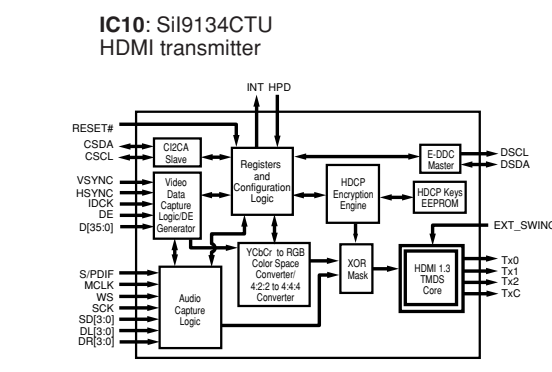 IC10: SiI9134CTU
HDMI transmitter
INT HPD
RESET#
CSDA
CSCL
CI2CA
Slave
Registers
and
Configuration
Logic
E-DDC
Master
DSCL
DSDA
VSYNC
HSYNC
IDCK
DE
D[35:0]
Video
Data
Capture
Logic/DE
Generator
HDCP
Encryption
Engine
HDCP Keys
EEPROM
EXT_SWING
YCbCr to RGB
Color Space
Converter/
4:2:2 to 4:4:4
Converter
XOR
Mask
HDMI 1.3
TMDS
Core
Tx0
Tx1
Tx2
TxC
S/PDIF
MCLK
WS
SCK
SD[3:0]
DL[3:0]
DR[3:0]
Audio
Capture
Logic